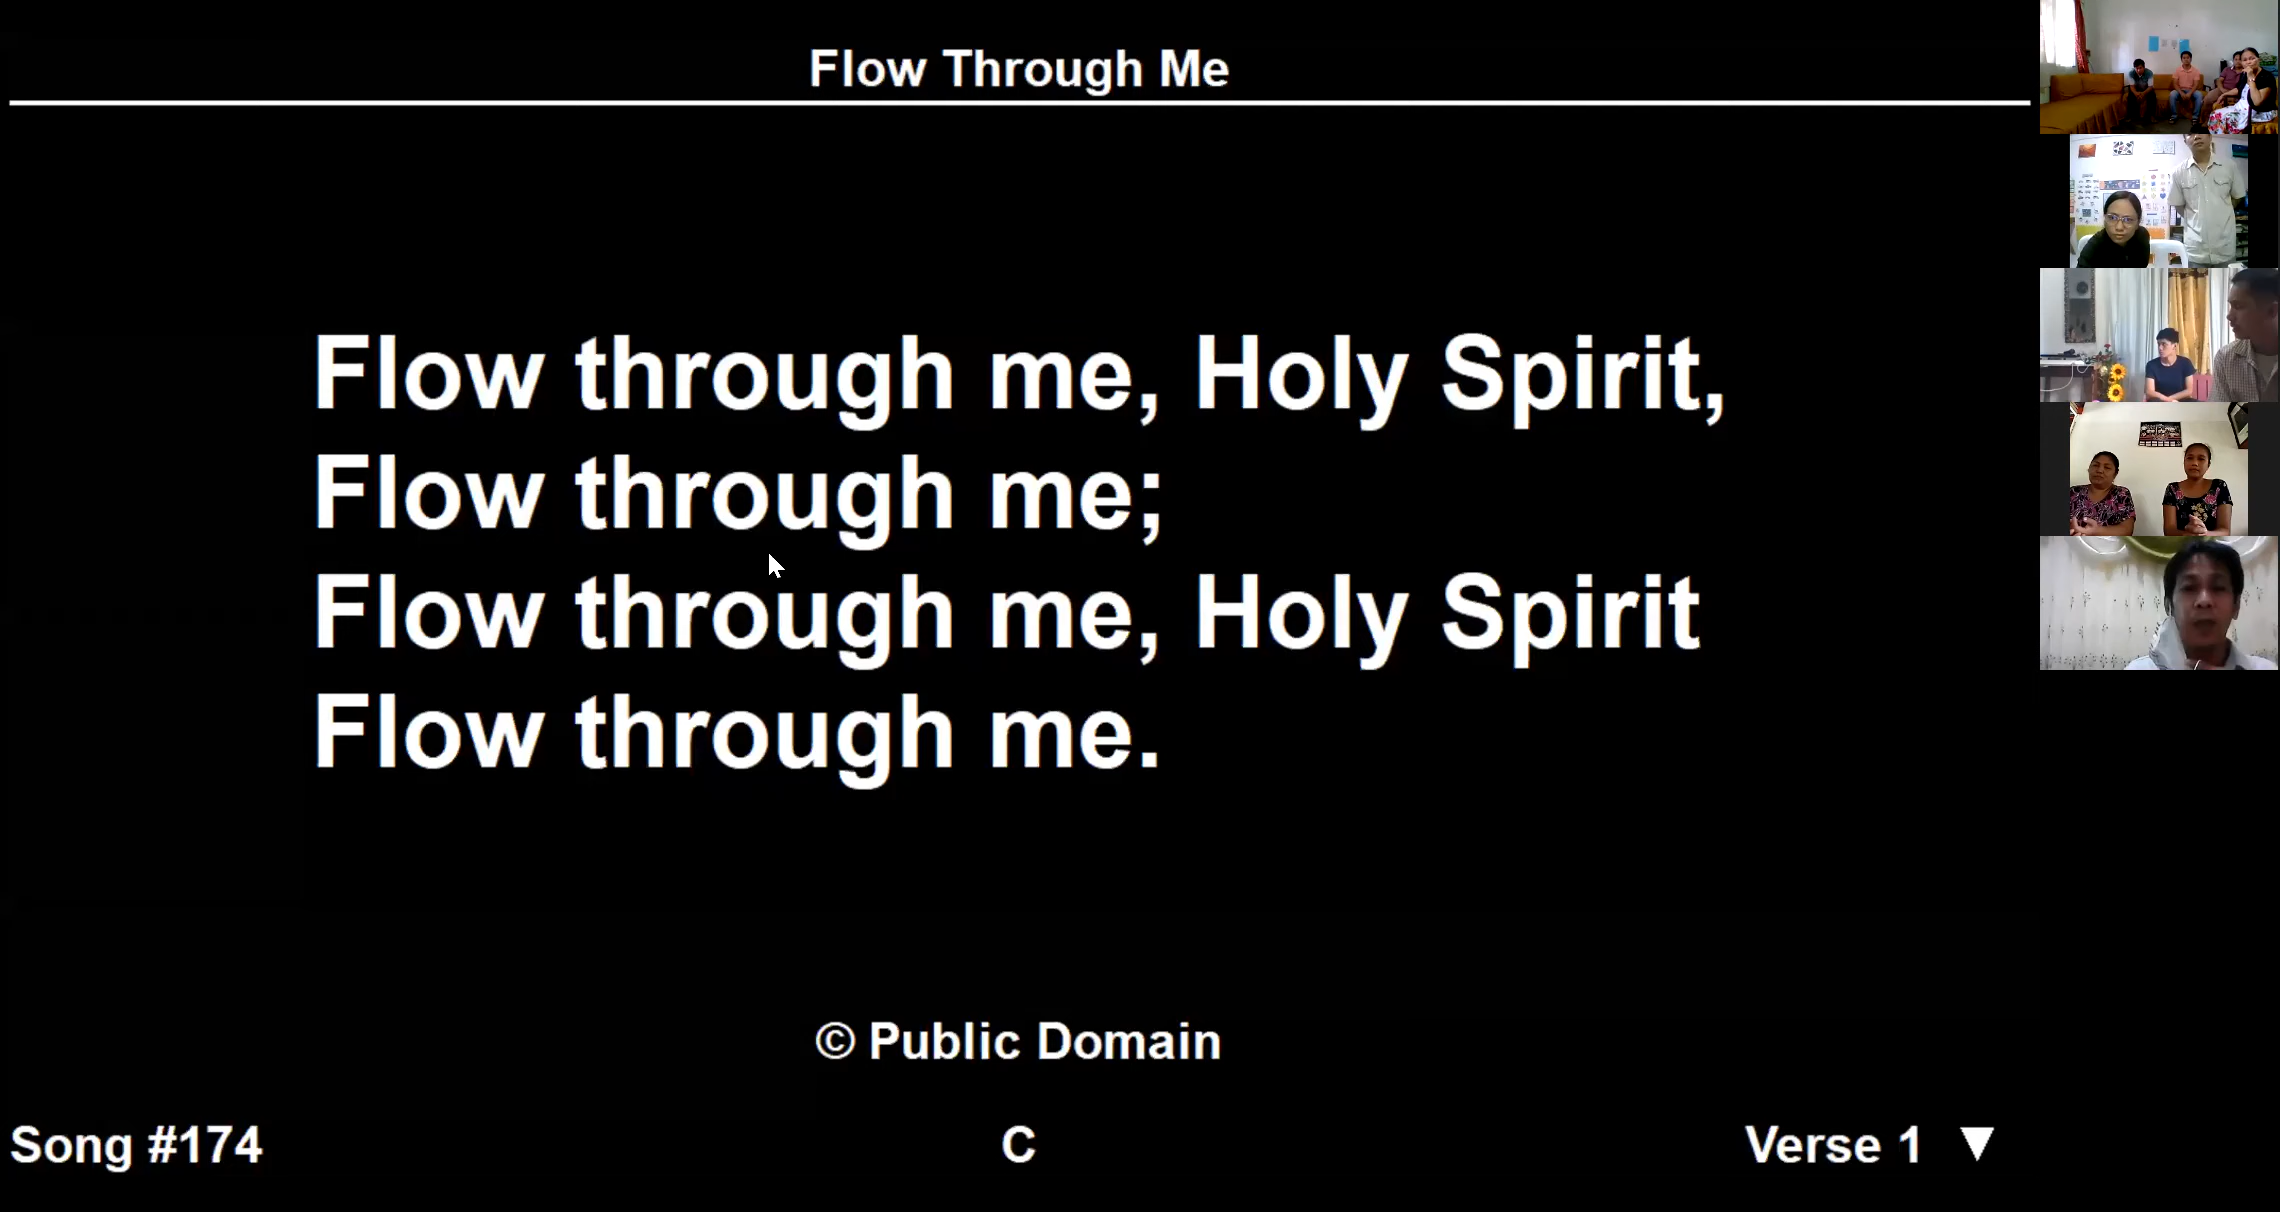 Flow Through Me
Flow through me, Holy Spirit,
Flow through me;
Flow through me, Holy Spirit
Flow through me.
© Public Domain
Song #174
C
Verse 1 ▼